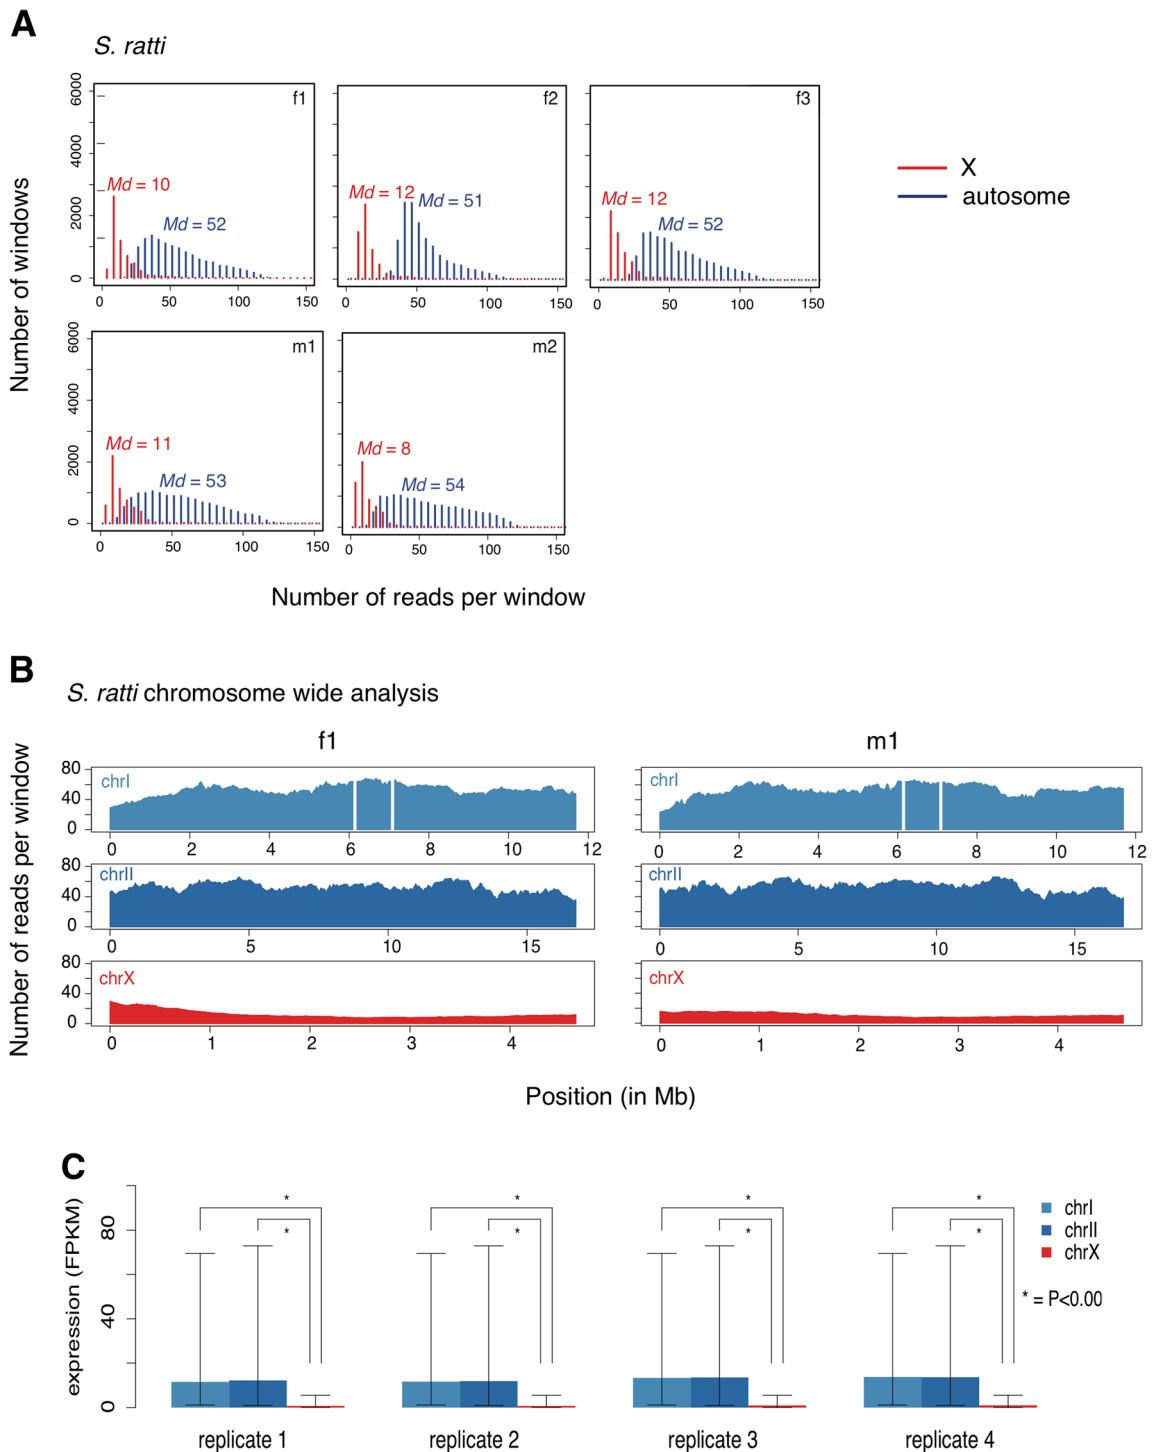 A
S. ratti
f1
f2
f3
6000
4000
2000
0
Md = 10
Md = 52
Md = 12
Md = 51
Md = 12
Md = 52
0 50 100 150
0 50 100 150
0 50 100 150
X
autosome
Number of windows
m1
m2
6000
4000
2000
0
Md = 11
Md = 53
Md = 8
Md = 54
0 50 100 150
0 50 100 150
Number of reads per window
B
S. ratti chromosome wide analysis
f1
m1
Number of reads per window
80
40
0
chrI
0 2 4 6 8 10 12
chrI
0 2 4 6 8 10 12
80
40
0
chrII
0 5 10 15
chrII
0 5 10 15
80
40
0
chrX
0 1 2 3 4
chrX
0 1 2 3 4
Position (in Mb)
C
expression (FPKM)
80
40
0
* * * *
* * * *
chrI
chrII
chrX
* = P<0.00
replicate 1
replicate 2
replicate 3
replicate 4